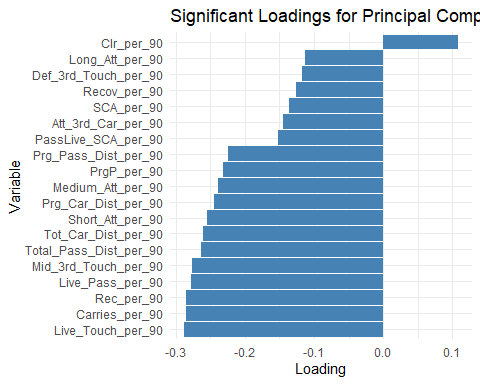 Significant Loadings for Principal Comp
Clr_per_90
Long_Att_per_90
Def_3rd_Touch_per_90
Recov_per_90
SCA_per_90
Att_3rd_Car_per_90
PassLive_SCA_per_90
Prg_Pass_Dist_per_90
PrgP_per_90
Medium_Att_per_90
Prg_Car_Dist_per_90
Short_Att_per_90
Tot_Car_Dist_per_90
Total_Pass_Dist_per_90
Mid_3rd_Touch_per_90
Live_Pass_per_90
Rec_per_90
Carries_per_90
Live_Touch_per_90
Variable
-0.3 -0.2 -0.1 0.0 0.1
Loading